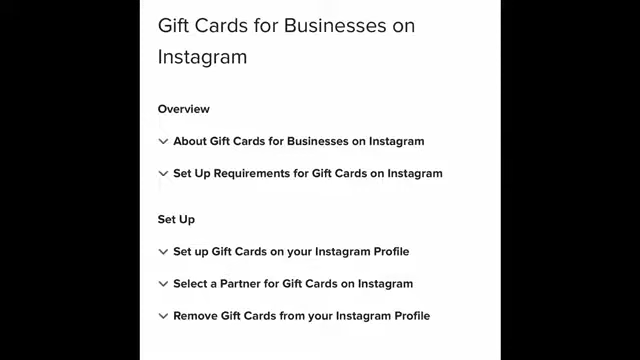 Gift Cards for Businesses on
Instagram
Overview
About Gift Cards for Businesses on Instagram
Set Up Requirements for Gift Cards on Instagram
Set Up
Set up Gift Cards on your Instagram Profile
Select a Partner for Gift Cards on Instagram
Remove Gift Cards from your Instagram Profile